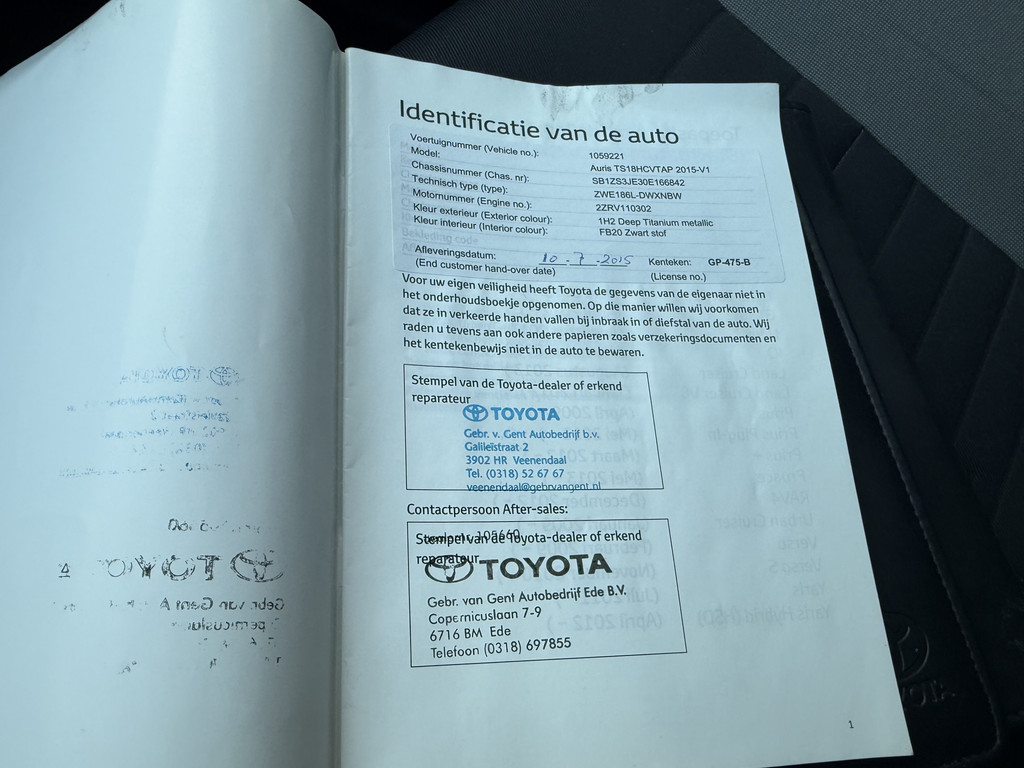 Identificatie van de auto
Voertuignummer (Vehicle no.): 1059221
Model: Auris TS18HCVTAP 2015-V1
Chassisnummer (Chas. nr): SB1ZS3JE30E166842
Technisch type (type): ZWE186L-DWXNBW
Motornummer (Engine no.): 2ZRV110302
Kleur exterieur (Exterior colour): 1H2 Deep Titanium metallic
Kleur interieur (Interior colour): FB20 Zwart stof
Bekleding code
Afleveringsdatum: 10-7-2015 Kenteken: GP-475-B
(End customer hand-over date) (License no.)
Voor uw eigen veiligheid heeft Toyota de gegevens van de eigenaar niet in
het onderhoudsboekje opgenomen. Op die manier willen wij voorkomen
dat ze in verkeerde handen vallen bij inbraak in of diefstal van de auto. Wij
raden u tevens aan ook andere papieren zoals verzekeringsdocumenten en
het kentekenbewijs niet in de auto te bewaren.
Stempel van de Toyota-dealer of erkend
reparateur
TOYOTA
Gebr. v. Gent Autobedrijf b.v.
Galileïstraat 2
3902 HR Veenendaal
Tel. (0318) 52 67 67
veenendaal@gebrvangent.nl
Contactpersoon After-sales:
Stempel van de Toyota-dealer of erkend
105660
reparateur
TOYOTA
Gebr. van Gent Autobedrijf Ede B.V.
Copernicuslaan 7-9
6716 BM Ede
Telefoon (0318) 697855
1